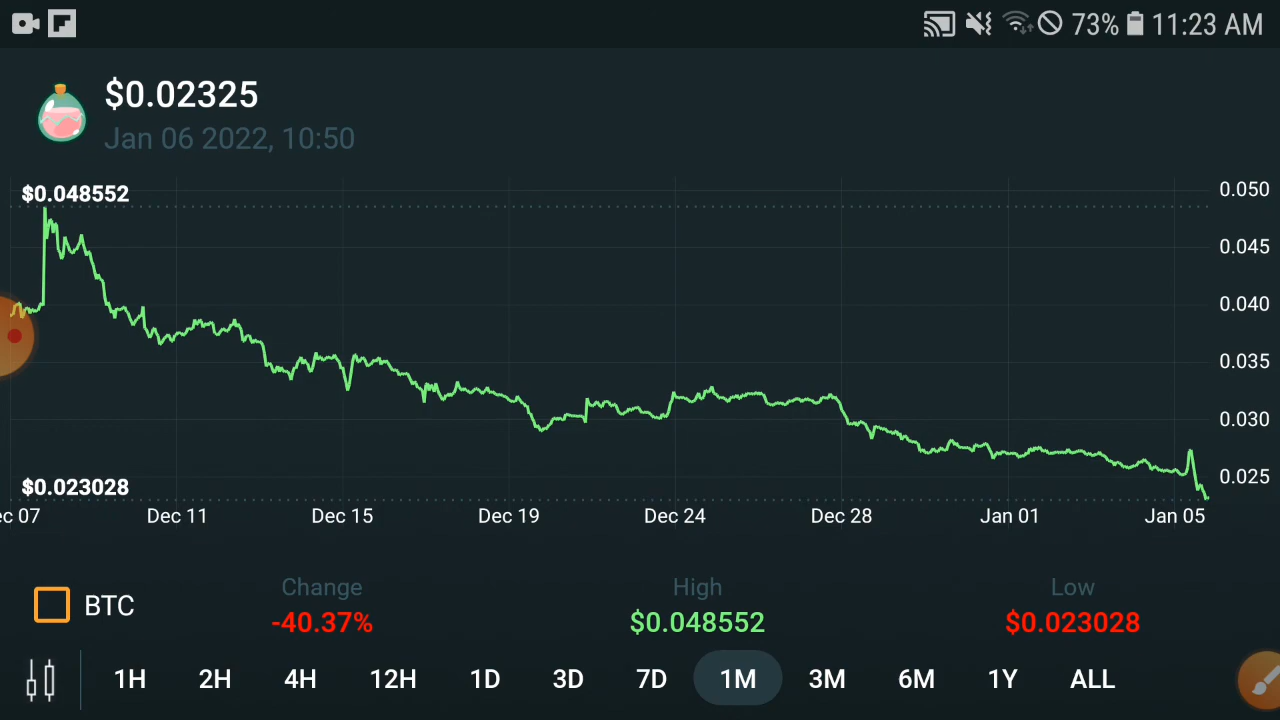 73% 11:23 AM
$0.02325
Jan 06 2022, 10:50
$0.048552
0.050
0.045
0.040
0.035
0.030
0.025
$0.023028
ec 07 Dec 11 Dec 15 Dec 19 Dec 24 Dec 28 Jan 01 Jan 05
BTC
Change High Low
-40.37% $0.048552 $0.023028
1H 2H 4H 12H 1D 3D 7D 1M 3M 6M 1Y ALL